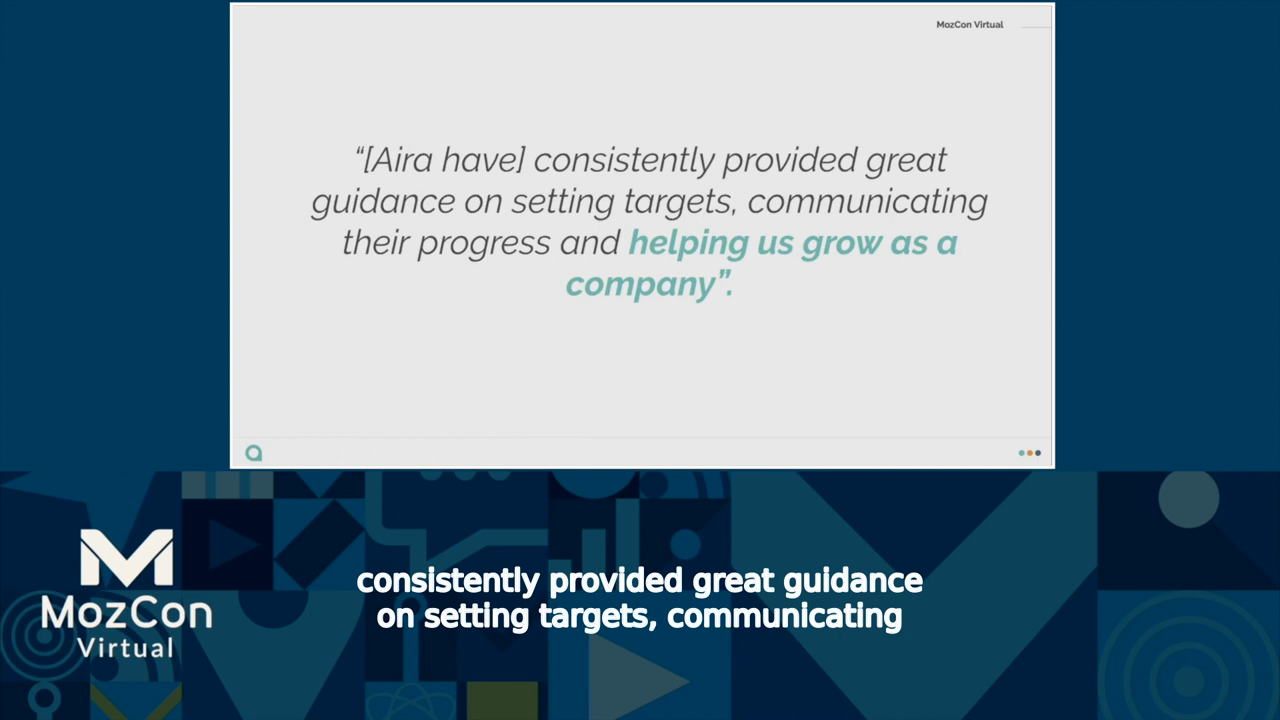 MozCon Virtual
“[Aira have] consistently provided great
guidance on setting targets, communicating
their progress and helping us grow as a
company”.
consistently provided great guidance
on setting targets, communicating
MozCon
Virtual